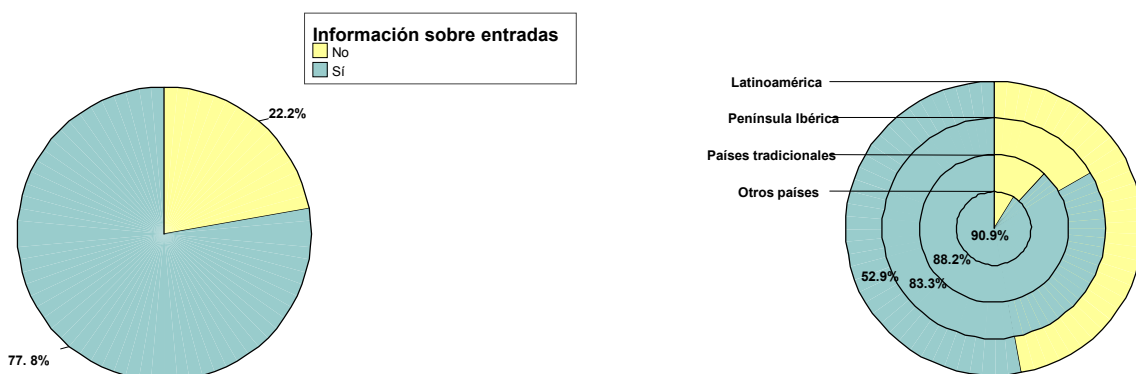 Información sobre entradas
No
Sí
22.2%
77. 8%
Latinoamérica
Península Ibérica
Países tradicionales
Otros países
90.9%
88.2%
52.9%
83.3%